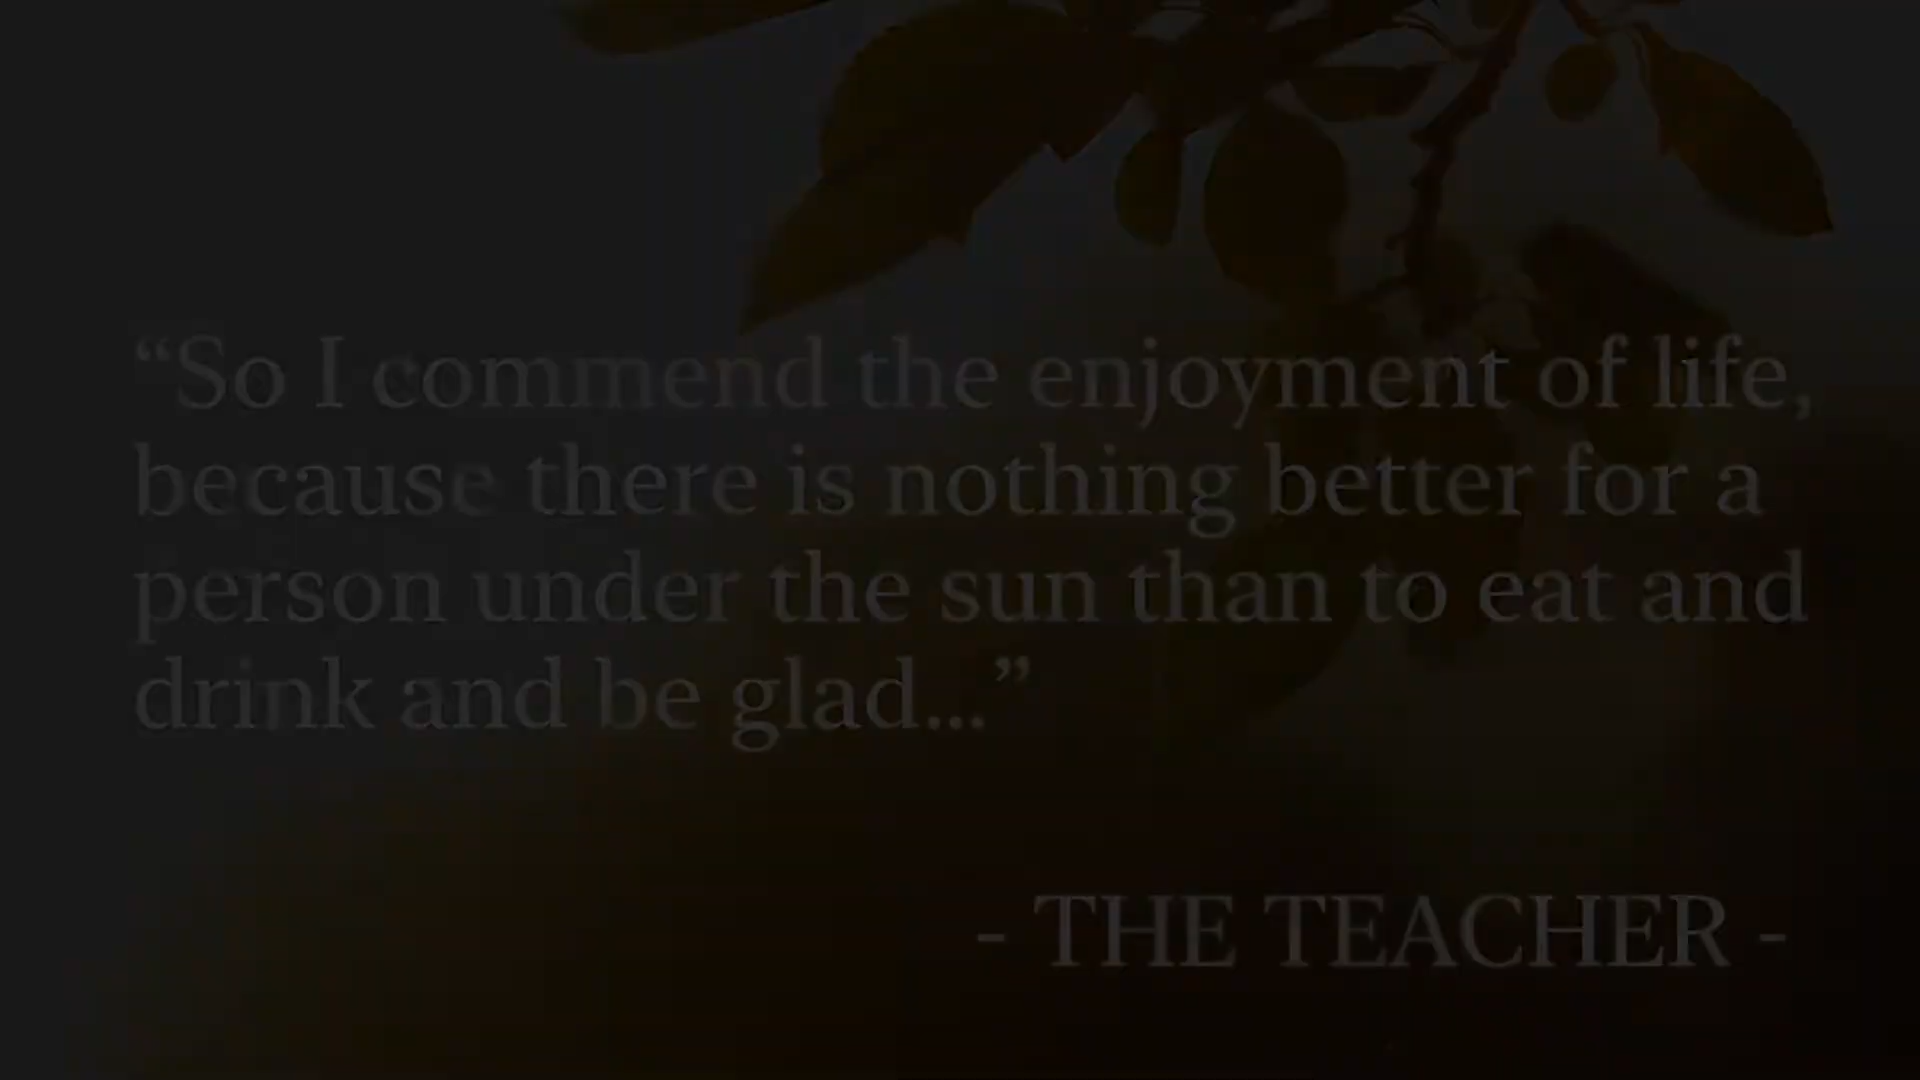 “So I commend the enjoyment of life,
because there is nothing better for a
person under the sun than to eat and
drink and be glad...”
- THE TEACHER -